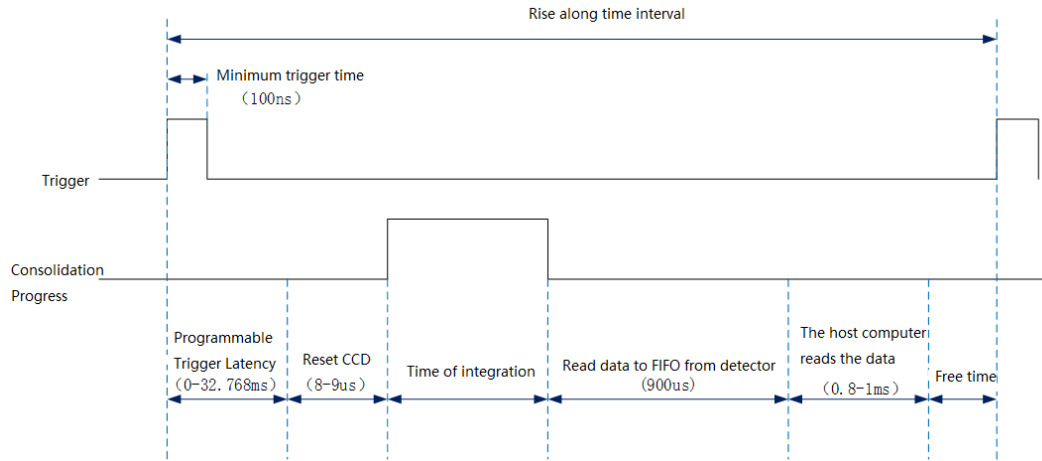 Rise along time interval
Minimum trigger time
（100ns）
Trigger
Consolidation
Progress
Programmable
Trigger Latency
（0-32.768ms）
Reset CCD
（8-9us）
Time of integration
Read data to FIFO from detector
（900us）
The host computer
reads the data
（0.8-1ms）
Free time